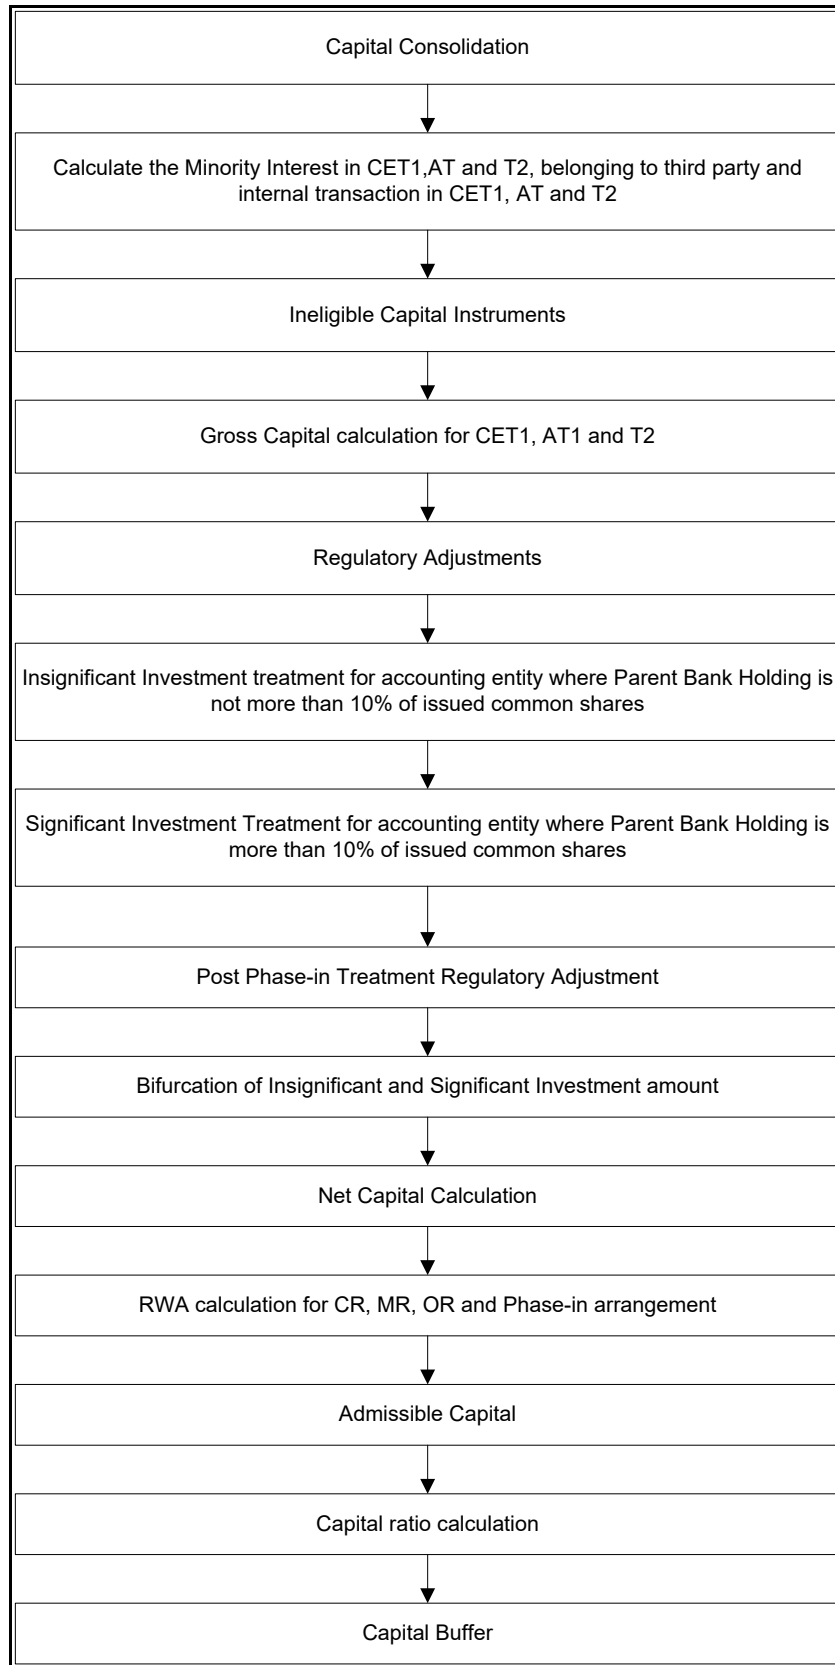 Capital Consolidation
Calculate the Minority Interest in CET1,AT and T2, belonging to third party and
internal transaction in CET1, AT and T2
Ineligible Capital Instruments
Gross Capital calculation for CET1, AT1 and T2
Regulatory Adjustments
Insignificant Investment treatment for accounting entity where Parent Bank Holding is
not more than 10% of issued common shares
Significant Investment Treatment for accounting entity where Parent Bank Holding is
more than 10% of issued common shares
Post Phase-in Treatment Regulatory Adjustment
Bifurcation of Insignificant and Significant Investment amount
Net Capital Calculation
RWA calculation for CR, MR, OR and Phase-in arrangement
Admissible Capital
Capital ratio calculation
Capital Buffer